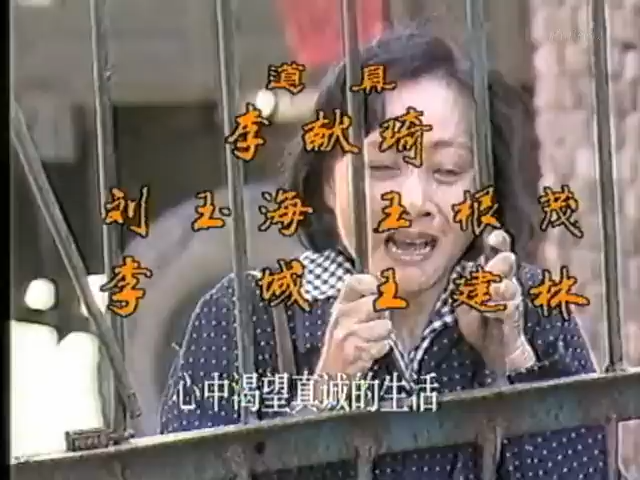 道 具
李献琦
刘玉海 王根茂
李 城 王建林
心中渴望真诚的生活